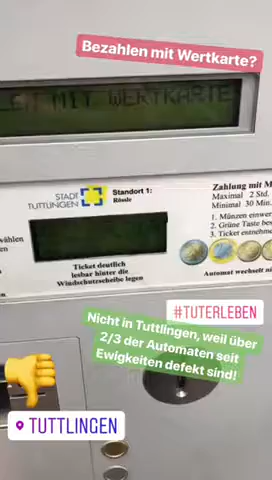 Bezahlen mit Wertkarte?
MIT WERTKARTE
STADT
TUTTLINGEN
Standort 1:
Rössle
Zahlung mit M
Maximal 2 Std.
Minimal 30 Min.
1. Münzen einwer
2. Grüne Taste be
3. Ticket entnehme
wählen
en
Ticket deutlich
lesbar hinter die
Windschutzscheibe legen
Automat wechselt ni
#TUTERLEBEN
Nicht in Tuttlingen, weil über
2/3 der Automaten seit
Ewigkeiten defekt sind!
TUTTLINGEN